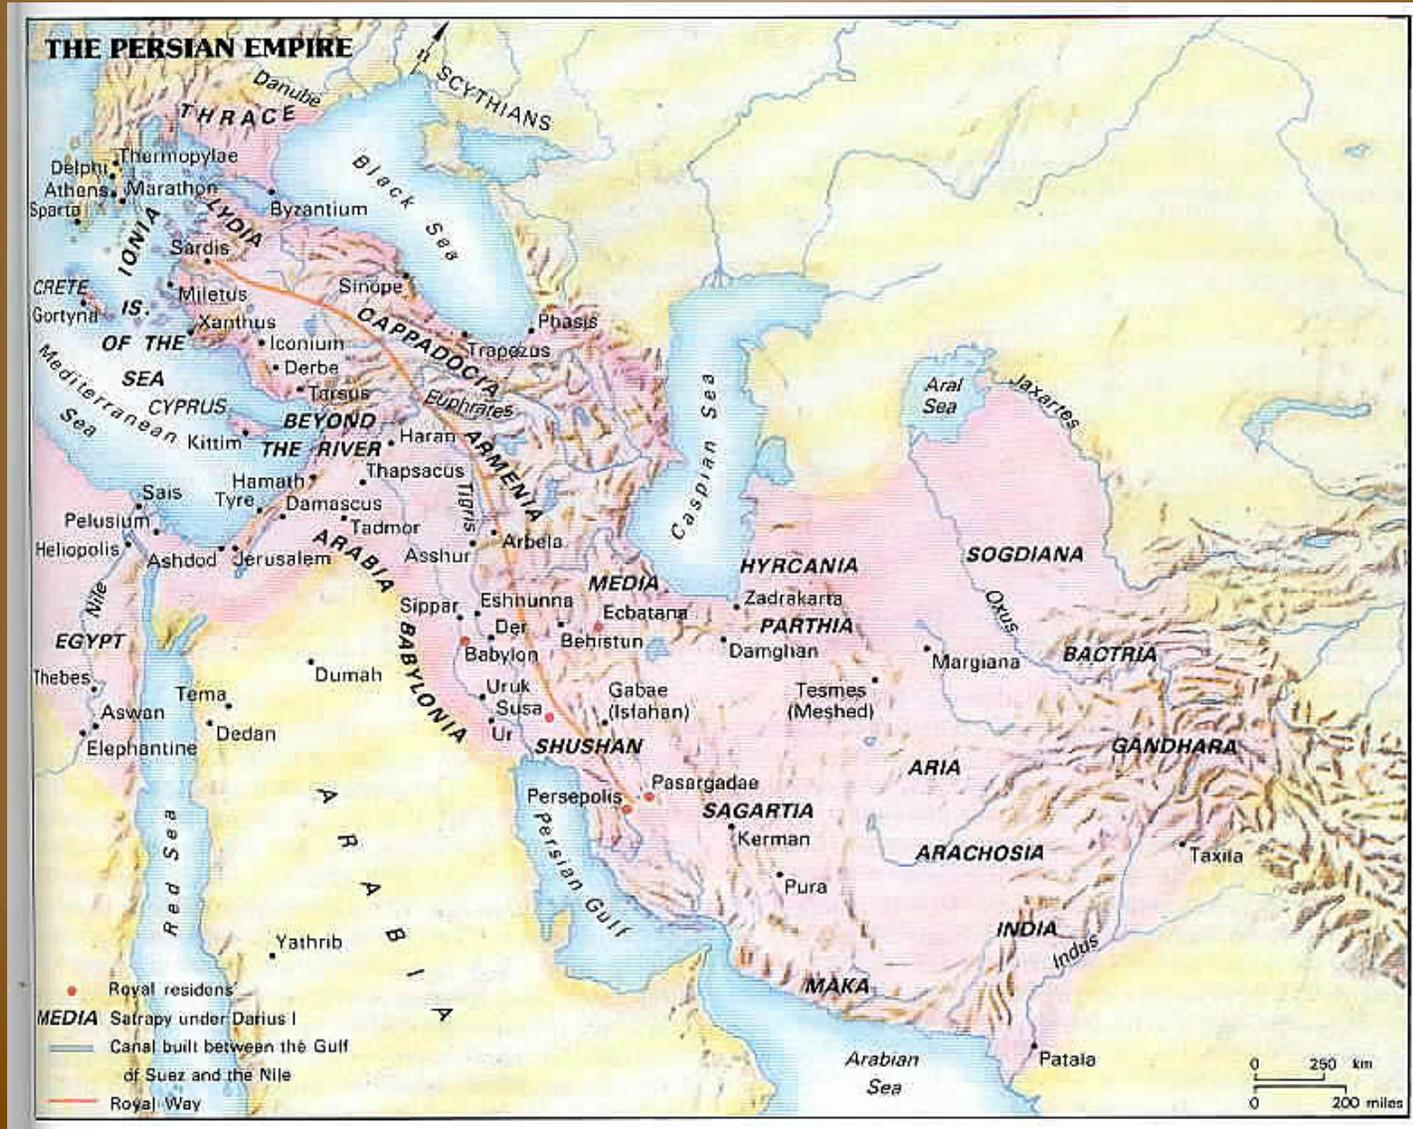 THE PERSIAN EMPIRE
n
SCYTHIANS
Danube
THRACE
Black Sea
Thermopylae
Delphi
Athens
Marathon
Sparta
Byzantium
IONIA
LYDIA
Sardis
Sinope
CRETE
Gortyna
IS.
Miletus
Xanthus
CAPPADOCIA
Phasis
OF THE
Iconium
Trapezus
SEA
Derbe
Mediterranean
Sea
CYPRUS
Tarsus
Euphrates
Kittim
BEYOND
THE RIVER
Haran
ARMENIA
Caspian Sea
Aral
Sea
Jaxartes
Hamath
Thapsacus
Tigris
Sais
Tyre
Damascus
Pelusium
Tadmor
Heliopolis
Ashdod
Jerusalem
ARABIA
Asshur
Arbela
Nile
MEDIA
HYRCANIA
SOGDIANA
Sippar
Eshnunna
Ecbatana
Zadrakarta
Oxus
EGYPT
Der
Behistun
PARTHIA
Babylon
BABYLONIA
Damghan
Margiana
BACTRIA
Thebes
Dumah
Tema
Uruk
Gabae
(Isfahan)
Tesmes
(Meshed)
Aswan
Susa
Dedan
Ur
Elephantine
SHUSHAN
GANDHARA
ARIA
Pasargadae
Persepolis
SAGARTIA
Kerman
ARABIA
Red Sea
Persian Gulf
ARACHOSIA
Taxila
Pura
Yathrib
INDIA
Indus
MAKA
Royal residens
MEDIA Satrapy under Darius I
Canal built between the Gulf
of Suez and the Nile
Royal Way
Arabian
Sea
Patala
0 250 km
0 200 miles